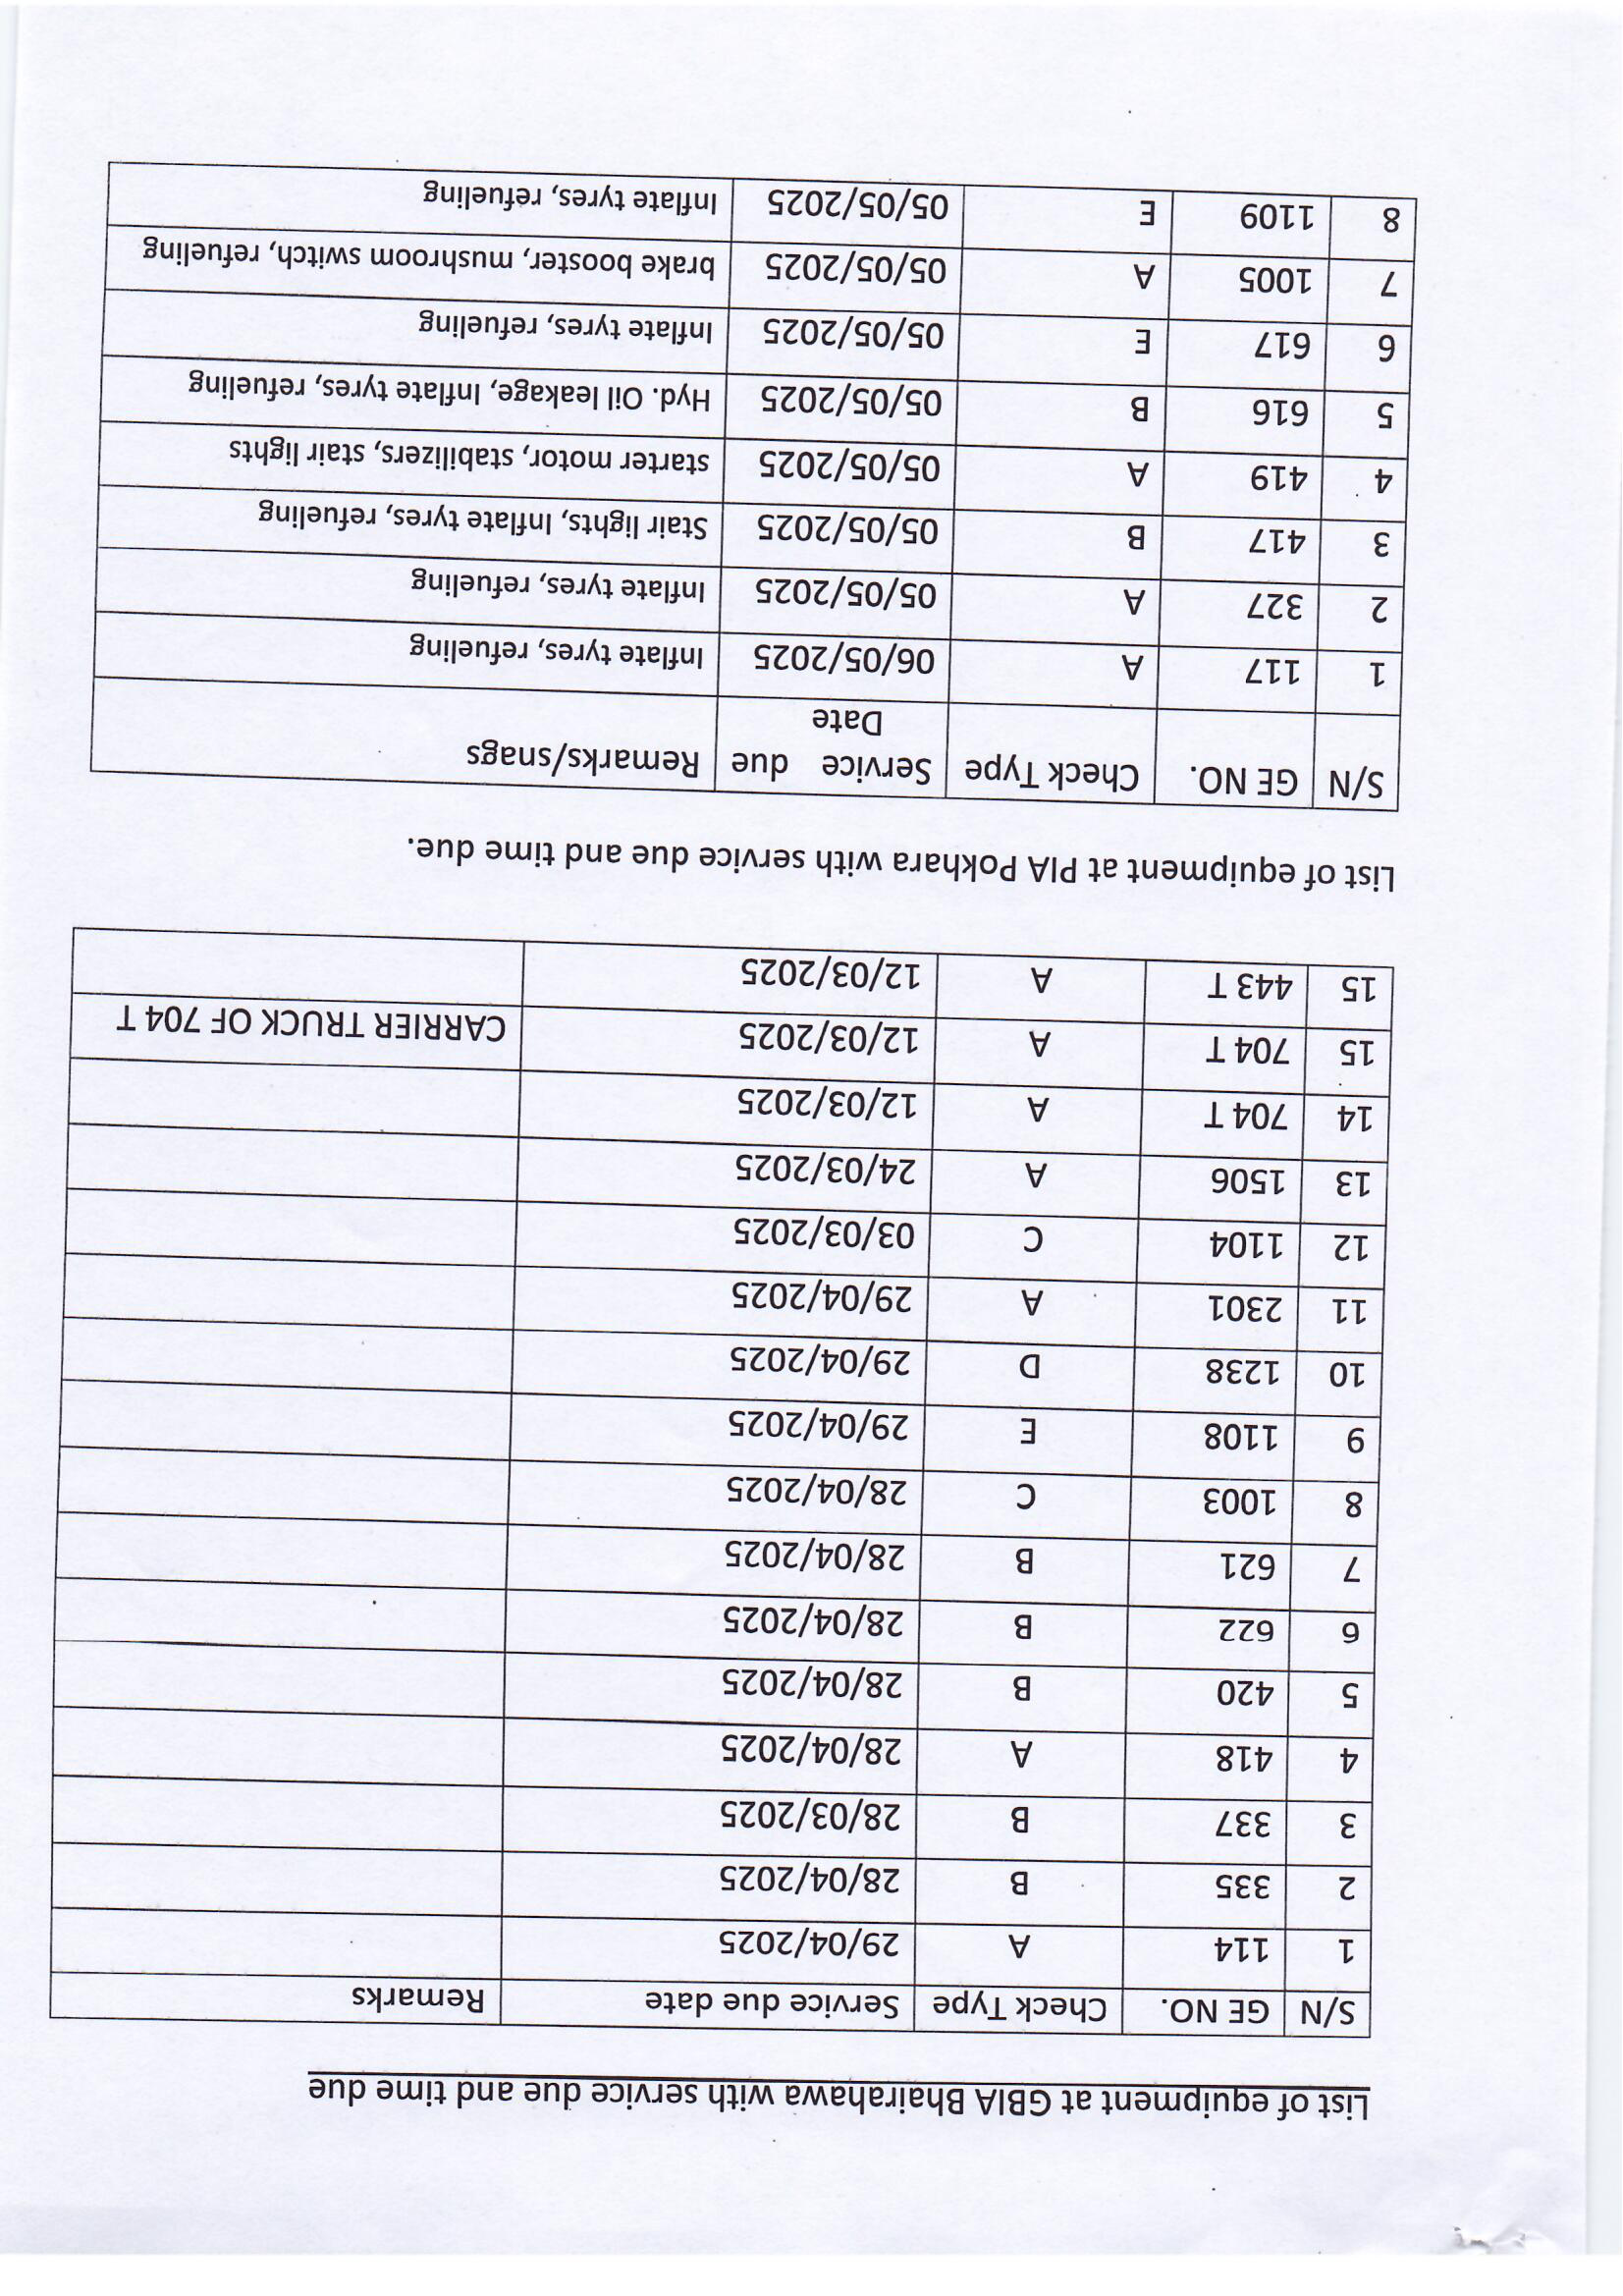 List of equipment at GBIA Bhairahawa with service due and time due
S/N GE NO. Check Type Service due date Remarks
1 114 A 29/04/2025
2 335 B 28/04/2025
3 337 B 28/03/2025
4 418 A 28/04/2025
5 420 B 28/04/2025
6 622 B 28/04/2025
7 621 B 28/04/2025
8 1003 C 28/04/2025
9 1108 E 29/04/2025
10 1238 D 29/04/2025
11 2301 A 29/04/2025
12 1104 C 03/03/2025
13 1506 A 24/03/2025
14 704 T A 12/03/2025
15 704 T A 12/03/2025 CARRIER TRUCK OF 704 T
15 443 T A 12/03/2025
List of equipment at PIA Pokhara with service due and time due.
S/N GE NO. Check Type Service due Remarks/snags
Date
1 117 A 06/05/2025 Inflate tyres, refueling
2 327 A 05/05/2025 Inflate tyres, refueling
3 417 B 05/05/2025 Stair lights, Inflate tyres, refueling
4 419 A 05/05/2025 starter motor, stabilizers, stair lights
5 616 B 05/05/2025 Hyd. Oil leakage, Inflate tyres, refueling
6 617 E 05/05/2025 Inflate tyres, refueling
7 1005 A 05/05/2025 brake booster, mushroom switch, refueling
8 1109 E 05/05/2025 Inflate tyres, refueling